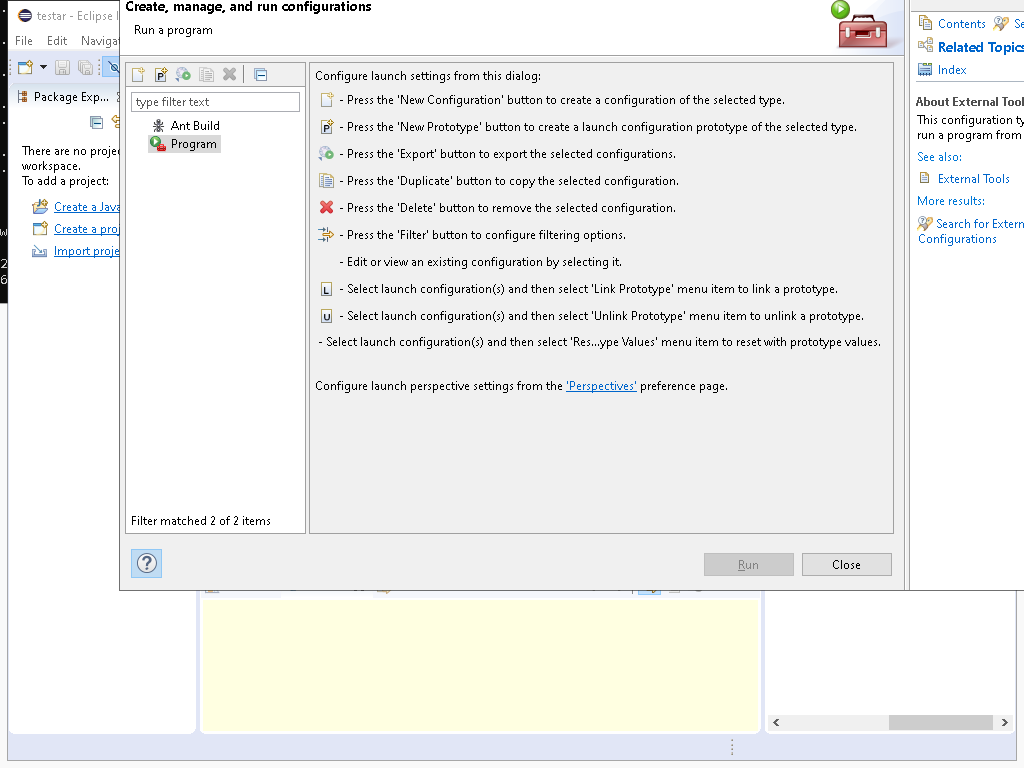 Create, manage, and run configurations
Run a program
testar - Eclipse I
File Edit Navigat
Package Exp...
There are no proje
workspace.
To add a project:
Create a Java
Create a proj
Import proje
type filter text
Ant Build
Program
Filter matched 2 of 2 items
Configure launch settings from this dialog:
- Press the 'New Configuration' button to create a configuration of the selected type.
- Press the 'New Prototype' button to create a launch configuration prototype of the selected type.
- Press the 'Export' button to export the selected configurations.
- Press the 'Duplicate' button to copy the selected configuration.
- Press the 'Delete' button to remove the selected configuration.
- Press the 'Filter' button to configure filtering options.
- Edit or view an existing configuration by selecting it.
L - Select launch configuration(s) and then select 'Link Prototype' menu item to link a prototype.
U - Select launch configuration(s) and then select 'Unlink Prototype' menu item to unlink a prototype.
- Select launch configuration(s) and then select 'Res...ype Values' menu item to reset with prototype values.
Configure launch perspective settings from the 'Perspectives' preference page.
Run Close
Contents Se
Related Topics
Index
About External Tool
This configuration ty
run a program from
See also:
External Tools
More results:
Search for Extern
Configurations